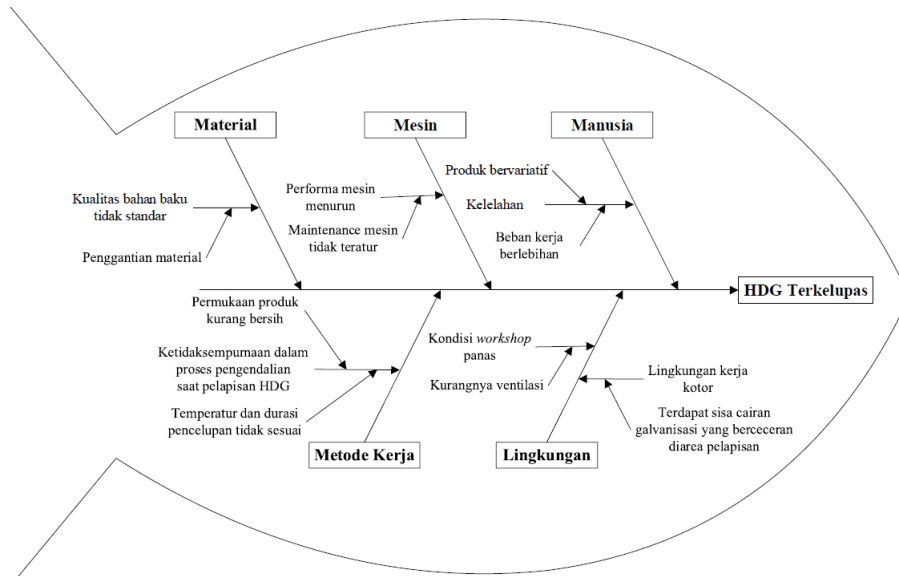 Material
Mesin
Manusia
Kualitas bahan baku
tidak standar
Penggantian material
Performa mesin
menurun
Maintenance mesin
tidak teratur
Produk bervariatif
Kelelahan
Beban kerja
berlebihan
HDG Terkelupas
Permukaan produk
kurang bersih
Ketidaksempurnaan dalam
proses pengendalian
saat pelapisan HDG
Temperatur dan durasi
pencelupan tidak sesuai
Kondisi workshop
panas
Kurangnya ventilasi
Lingkungan kerja
kotor
Terdapat sisa cairan
galvanisasi yang berceceran
diarea pelapisan
Metode Kerja
Lingkungan